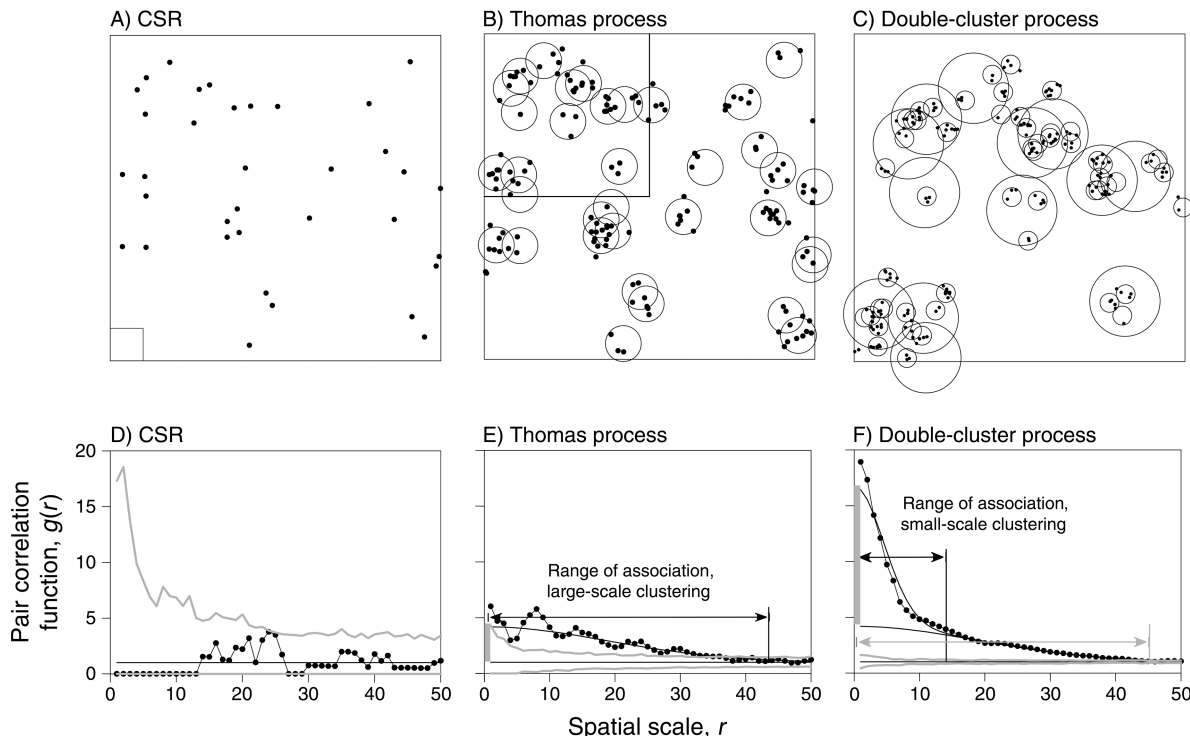 A) CSR
B) Thomas process
C) Double-cluster process
D) CSR
E) Thomas process
F) Double-cluster process
Pair correlation
function, g(r)
20
15
10
5
0
Range of association,
large-scale clustering
Range of association,
small-scale clustering
0 10 20 30 40 50
0 10 20 30 40 50
0 10 20 30 40 50
Spatial scale, r